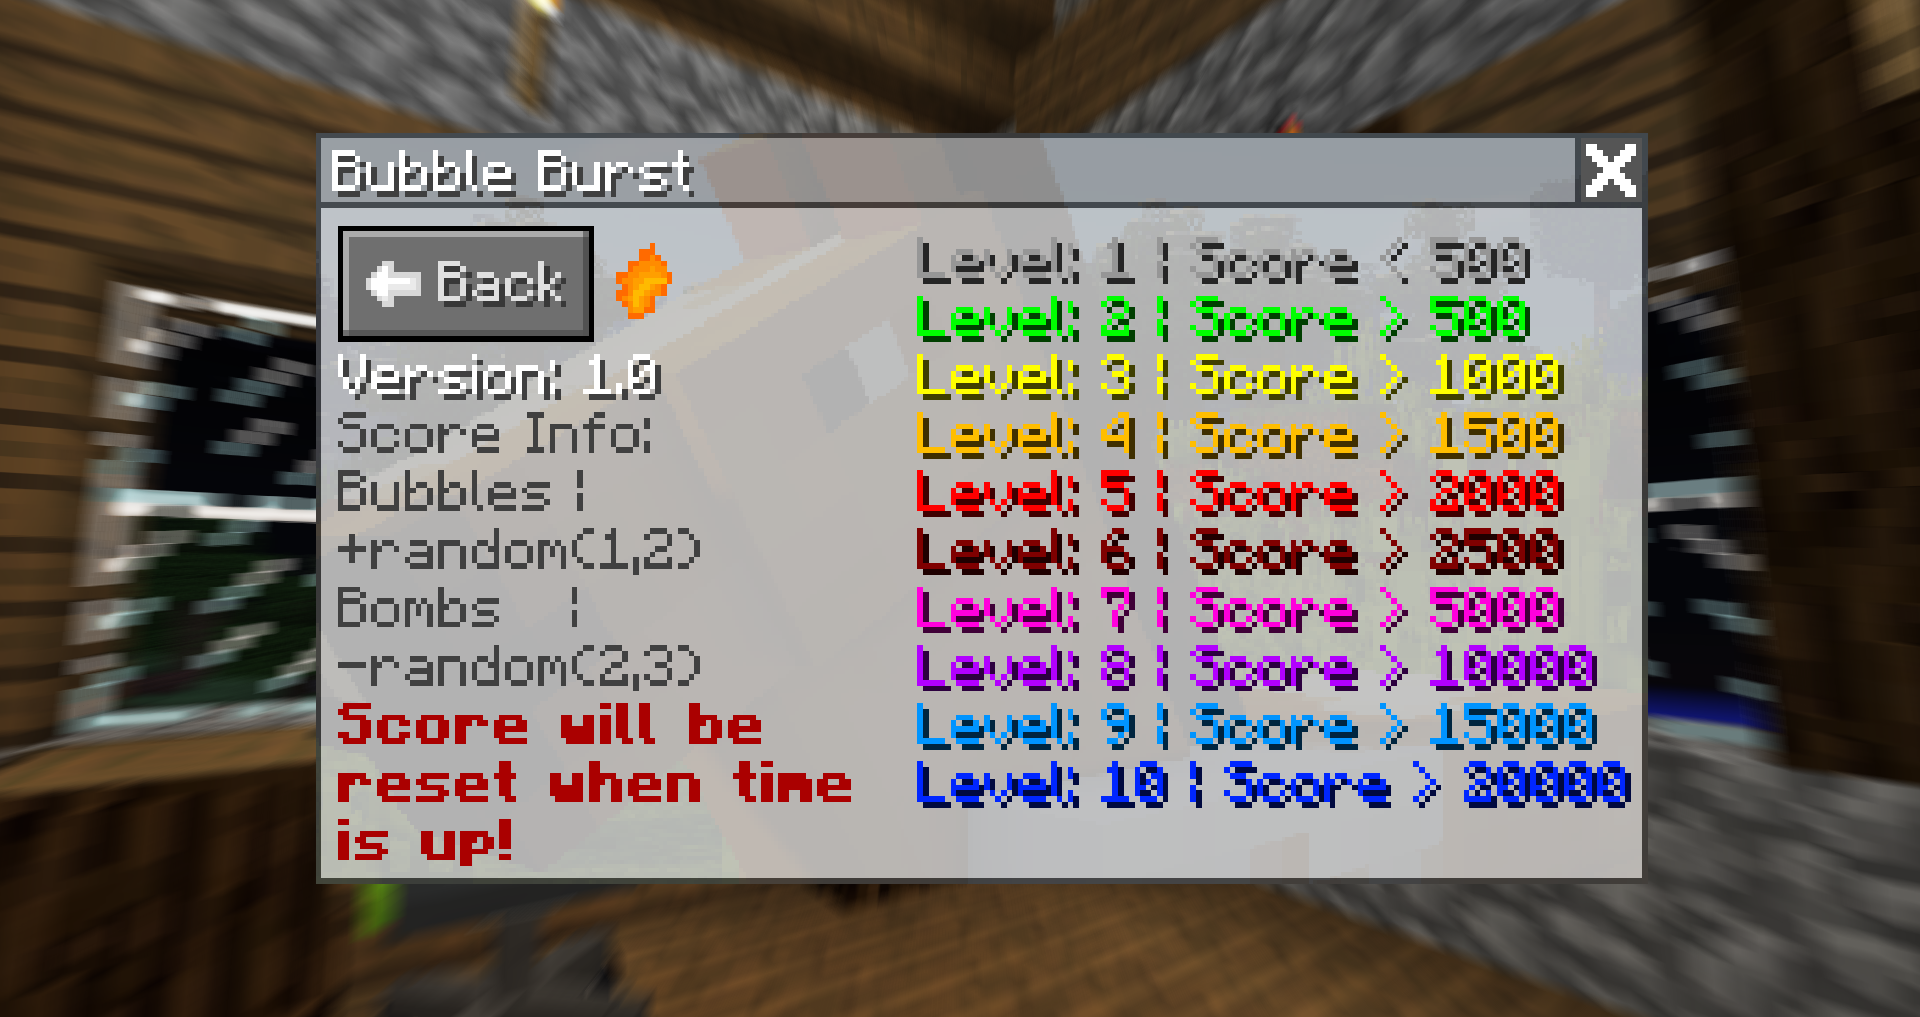 Bubble Burst
Back
Version: 1.0
Score Info:
Bubbles ¦
+random(1,2)
Bombs ¦
-random(2,3)
Score will be
reset when time
is up!
Level: 1 ¦ Score < 500
Level: 2 ¦ Score > 500
Level: 3 ¦ Score > 1000
Level: 4 ¦ Score > 1500
Level: 5 ¦ Score > 2000
Level: 6 ¦ Score > 2500
Level: 7 ¦ Score > 5000
Level: 8 ¦ Score > 10000
Level: 9 ¦ Score > 15000
Level: 10 ¦ Score > 20000